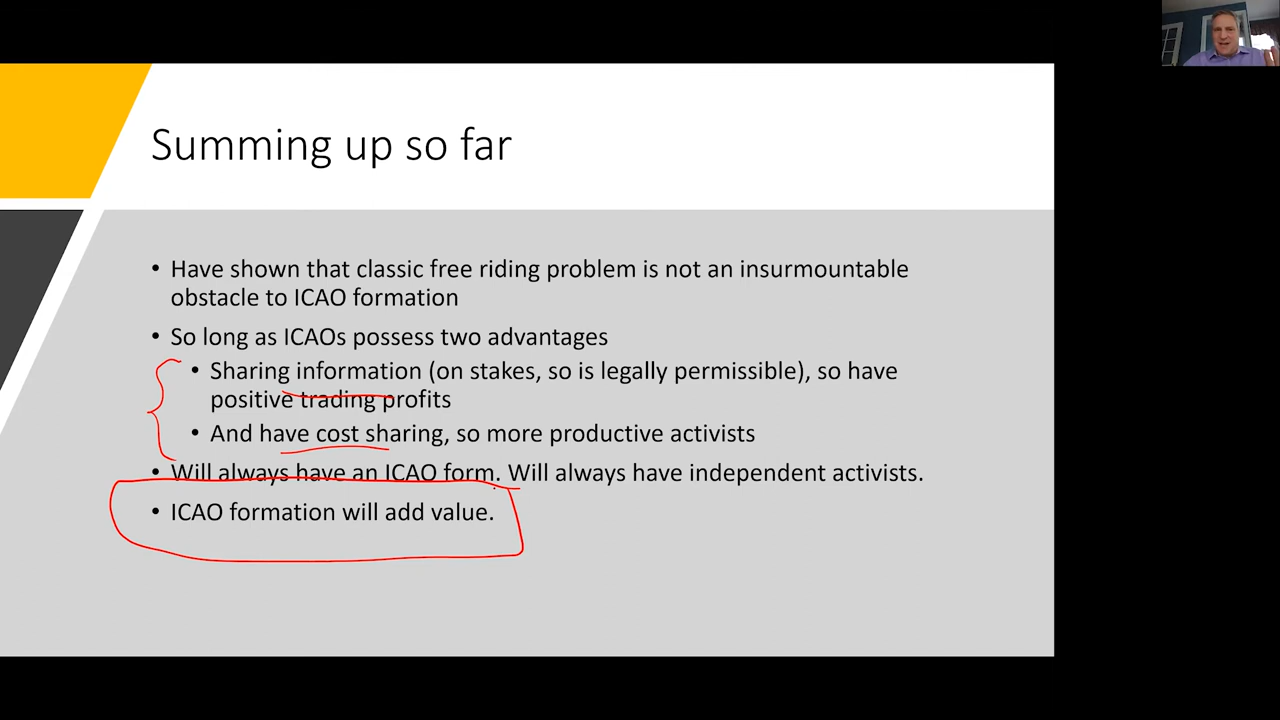 Summing up so far
• Have shown that classic free riding problem is not an insurmountable
obstacle to ICAO formation
• So long as ICAOs possess two advantages
• Sharing information (on stakes, so is legally permissible), so have
positive trading profits
• And have cost sharing, so more productive activists
• Will always have an ICAO form. Will always have independent activists.
• ICAO formation will add value.